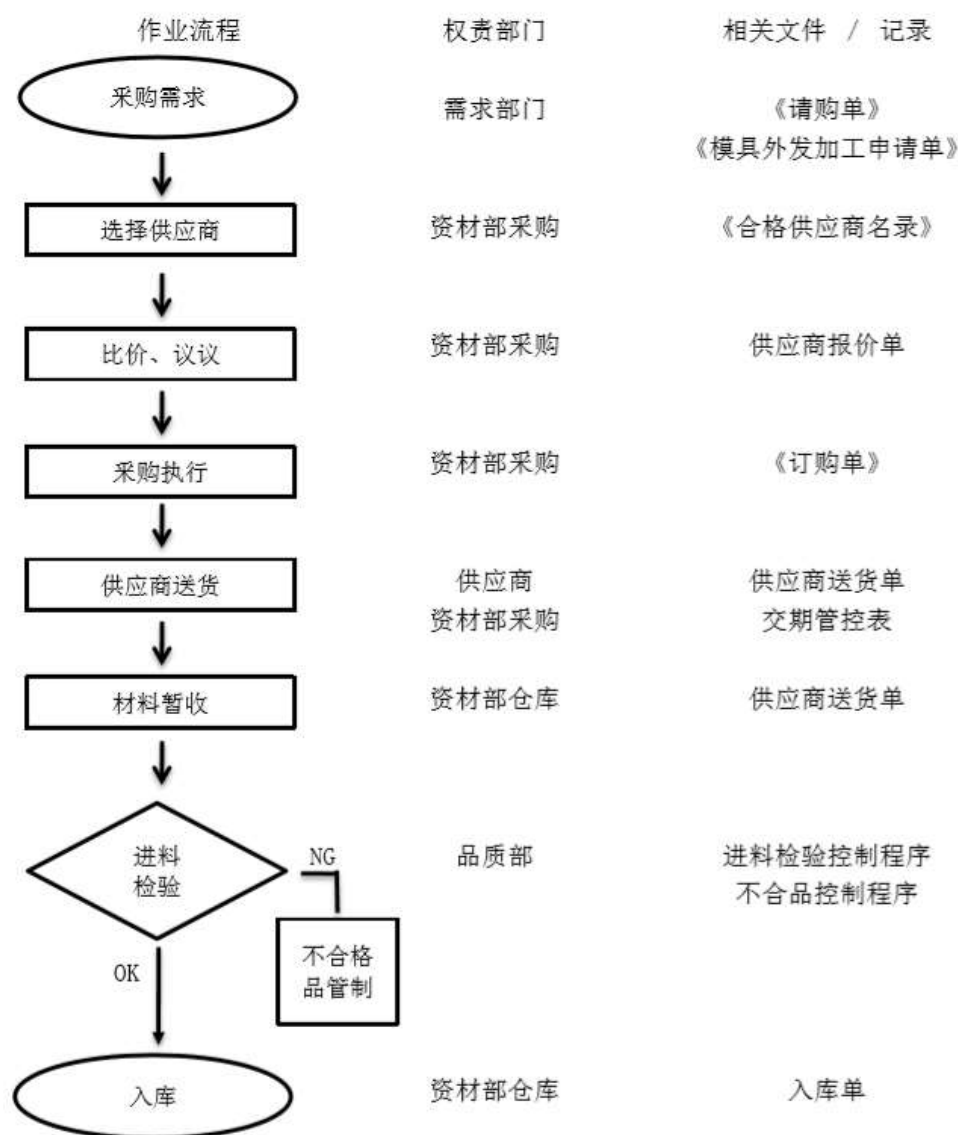 作业流程 权责部门 相关文件 / 记录
采购需求 需求部门 《请购单》
《模具外发加工申请单》
选择供应商 资材部采购 《合格供应商名录》
比价、议议 资材部采购 供应商报价单
采购执行 资材部采购 《订购单》
供应商送货 供应商 供应商送货单
资材部采购 交期管控表
材料暂收 资材部仓库 供应商送货单
进料 NG 品质部 进料检验控制程序
检验 不合品控制程序
OK 不合格
品管制
入库 资材部仓库 入库单